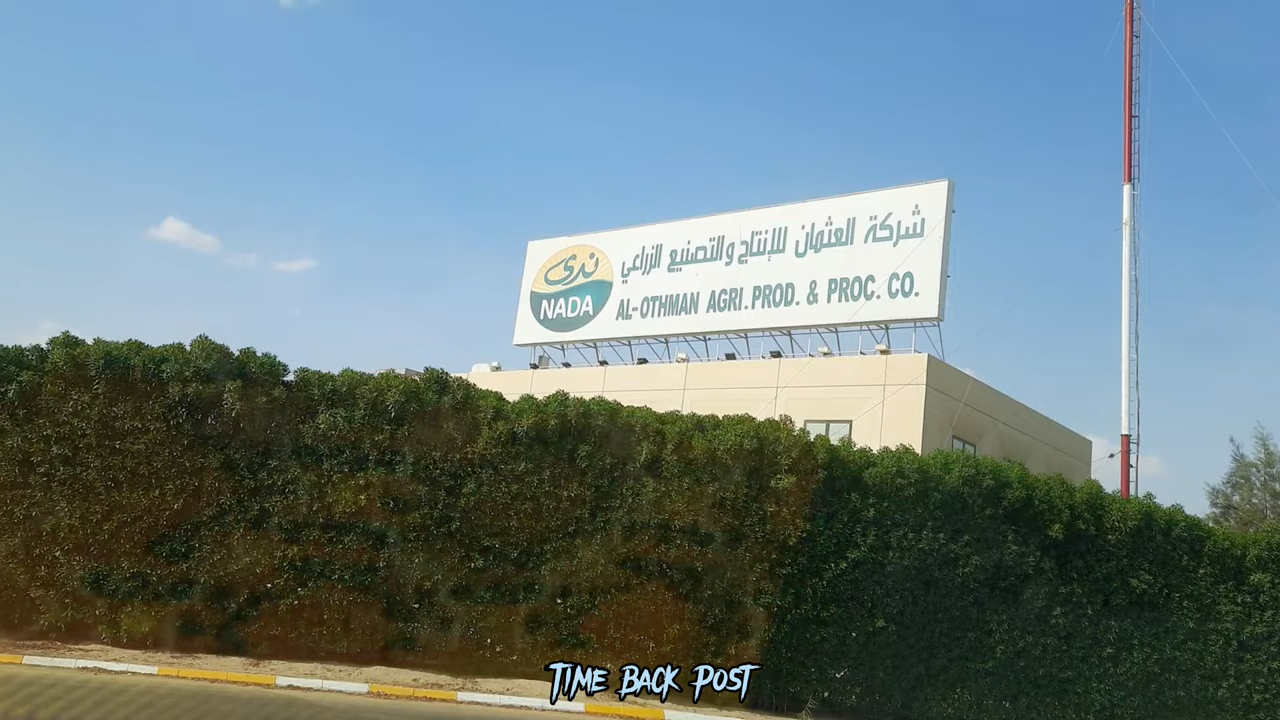 شركة العثمان للإنتاج والتصنيع الزراعي
ندى
NADA
AL-OTHMAN AGRI. PROD. & PROC. CO.
TIME BACK POST